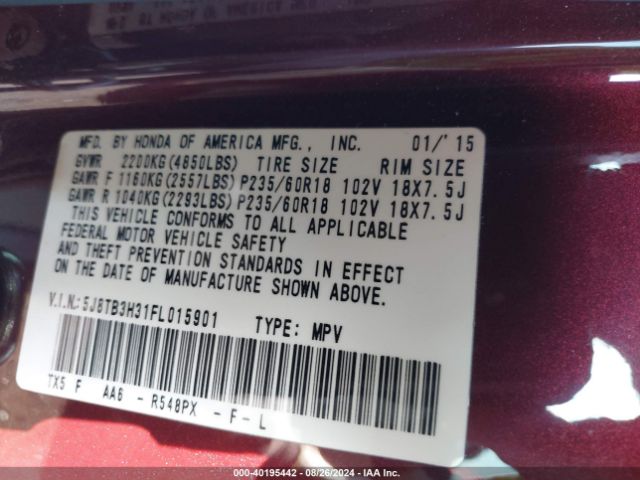 MFD. BY HONDA OF AMERICA MFG., INC. 01/'15
GVWR 2200KG(4850LBS) TIRE SIZE RIM SIZE
GAWR F 1160KG(2557LBS) P235/60R18 102V 18X7.5J
GAWR R 1040KG(2293LBS) P235/60R18 102V 18X7.5J
THIS VEHICLE CONFORMS TO ALL APPLICABLE
FEDERAL MOTOR VEHICLE SAFETY
AND THEFT PREVENTION STANDARDS IN EFFECT
ON THE DATE OF MANUFACTURE SHOWN ABOVE.
V.I.N.: 5J8TB3H31FL015901 TYPE: MPV
TX5 F AA6 - R548PX - F - L
00-40195442 - 08/26/2024 - IAA Inc.